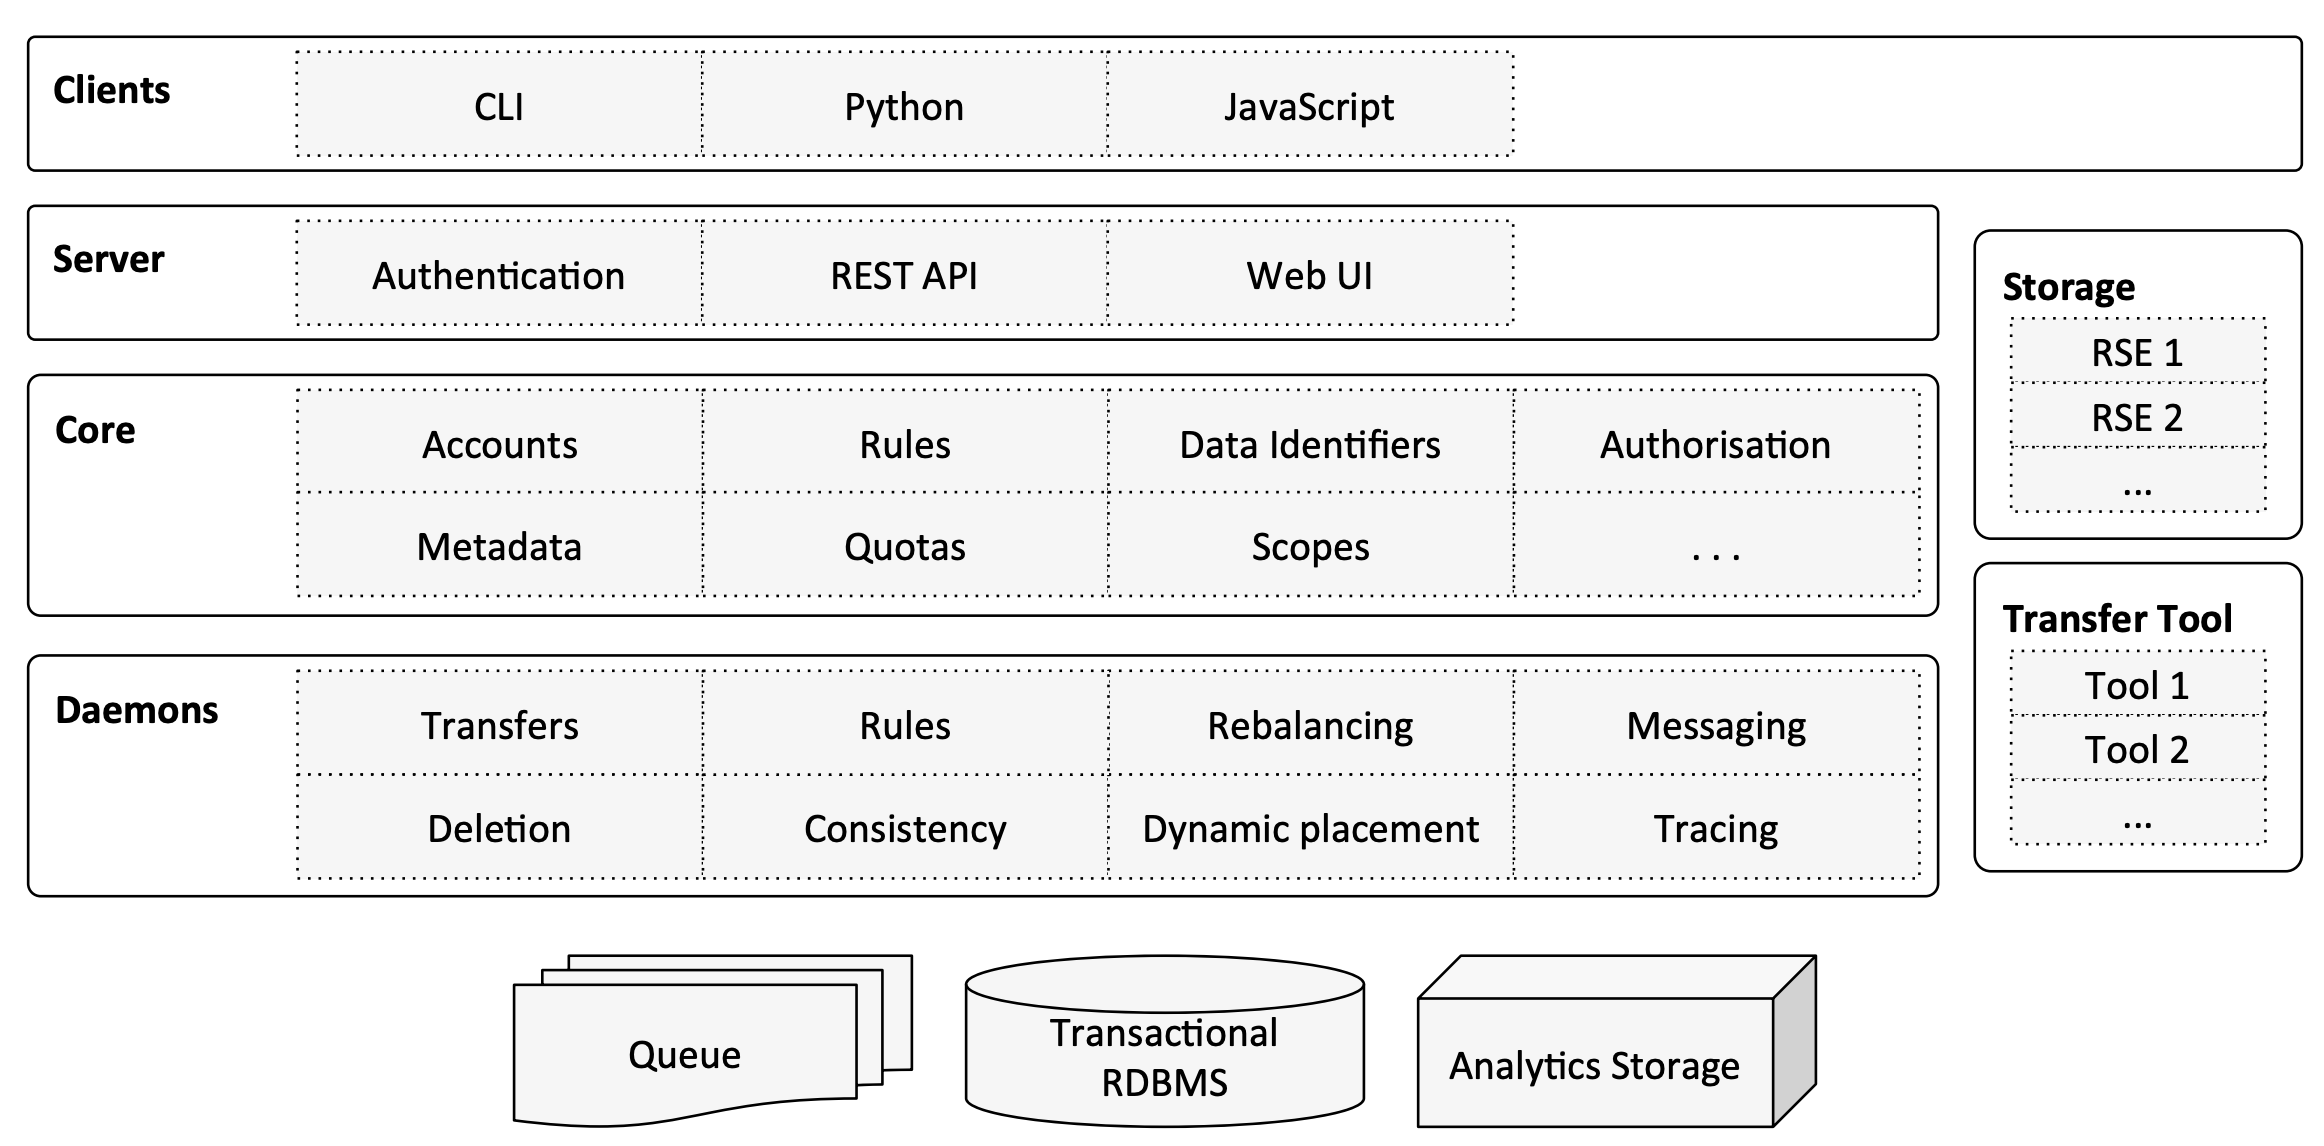 Clients
CLI
Python
JavaScript
Server
Authentication
REST API
Web UI
Core
Accounts
Rules
Data Identifiers
Authorisation
Metadata
Quotas
Scopes
. . .
Daemons
Transfers
Rules
Rebalancing
Messaging
Deletion
Consistency
Dynamic placement
Tracing
Storage
RSE 1
RSE 2
...
Transfer Tool
Tool 1
Tool 2
...
Queue
Transactional
RDBMS
Analytics Storage